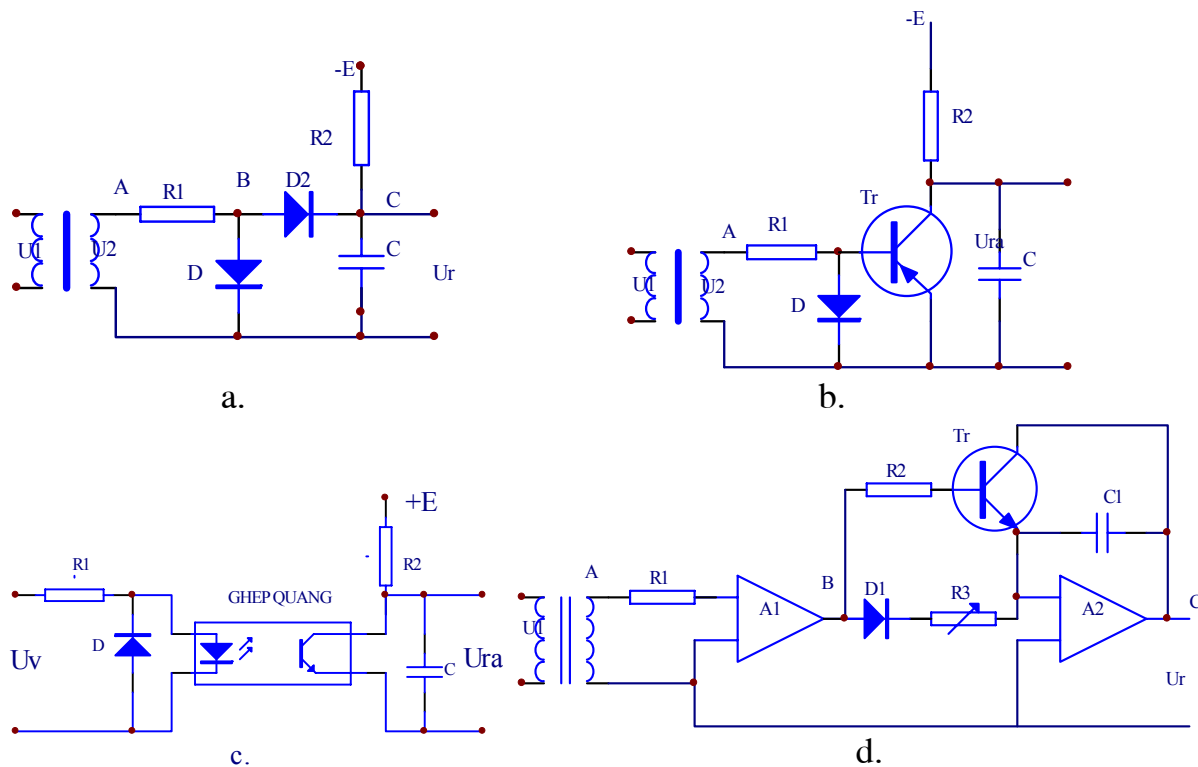 -E
R2
A
R1
B
D2
C
U1
U2
D
C
Ur
a.
-E
R2
Tr
A
R1
Ura
U1
U2
D
C
b.
+E
R1
R2
GHEP QUANG
D
Uv
Ura
C
c.
Tr
R2
C1
A
R1
B
D1
R3
A1
A2
U1
C
Ur
d.